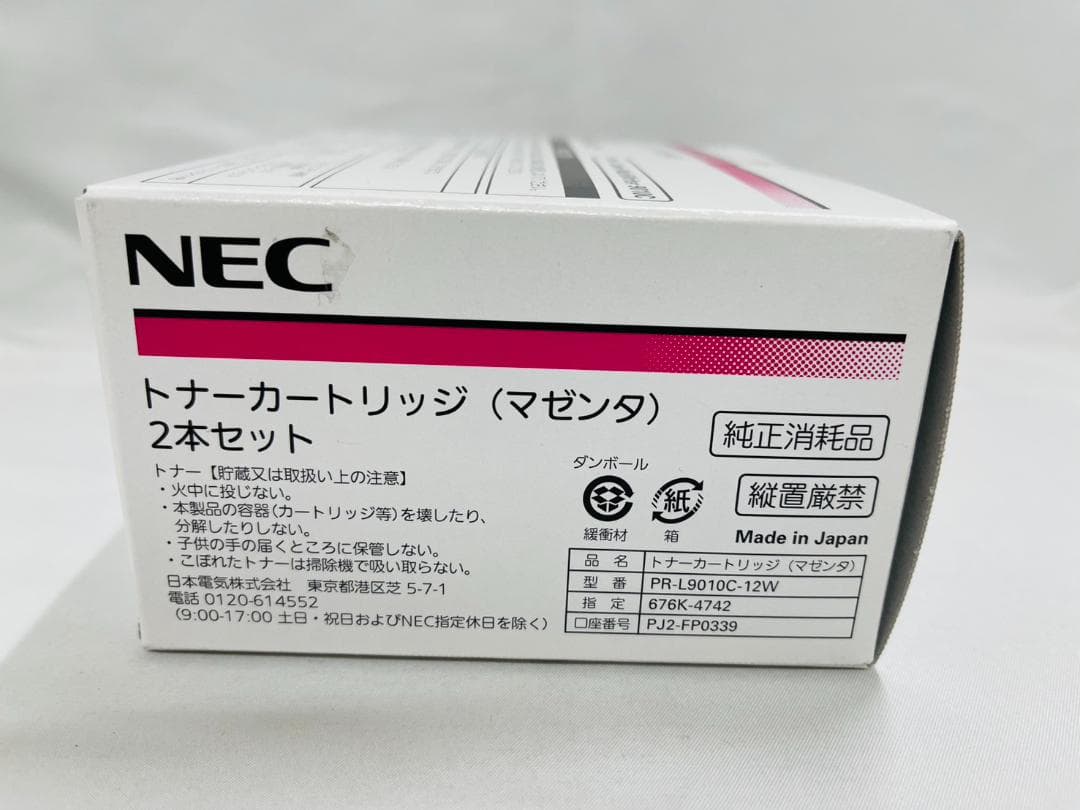 NEC
トナーカートリッジ（マゼンタ）
2本セット
純正消耗品
トナー【貯蔵又は取扱い上の注意】
・火中に投じない。
・本製品の容器(カートリッジ等)を壊したり、
分解したりしない。
・子供の手の届くところに保管しない。
・こぼれたトナーは掃除機で吸い取らない。
日本電気株式会社 東京都港区芝 5-7-1
電話 0120-614552
(9:00-17:00 土日・祝日およびNEC指定休日を除く)
ダンボール
紙
緩衝材 箱
縦置厳禁
Made in Japan
品 名 トナーカートリッジ（マゼンタ）
型 番 PR-L9010C-12W
指 定 676K-4742
口座番号 PJ2-FP0339